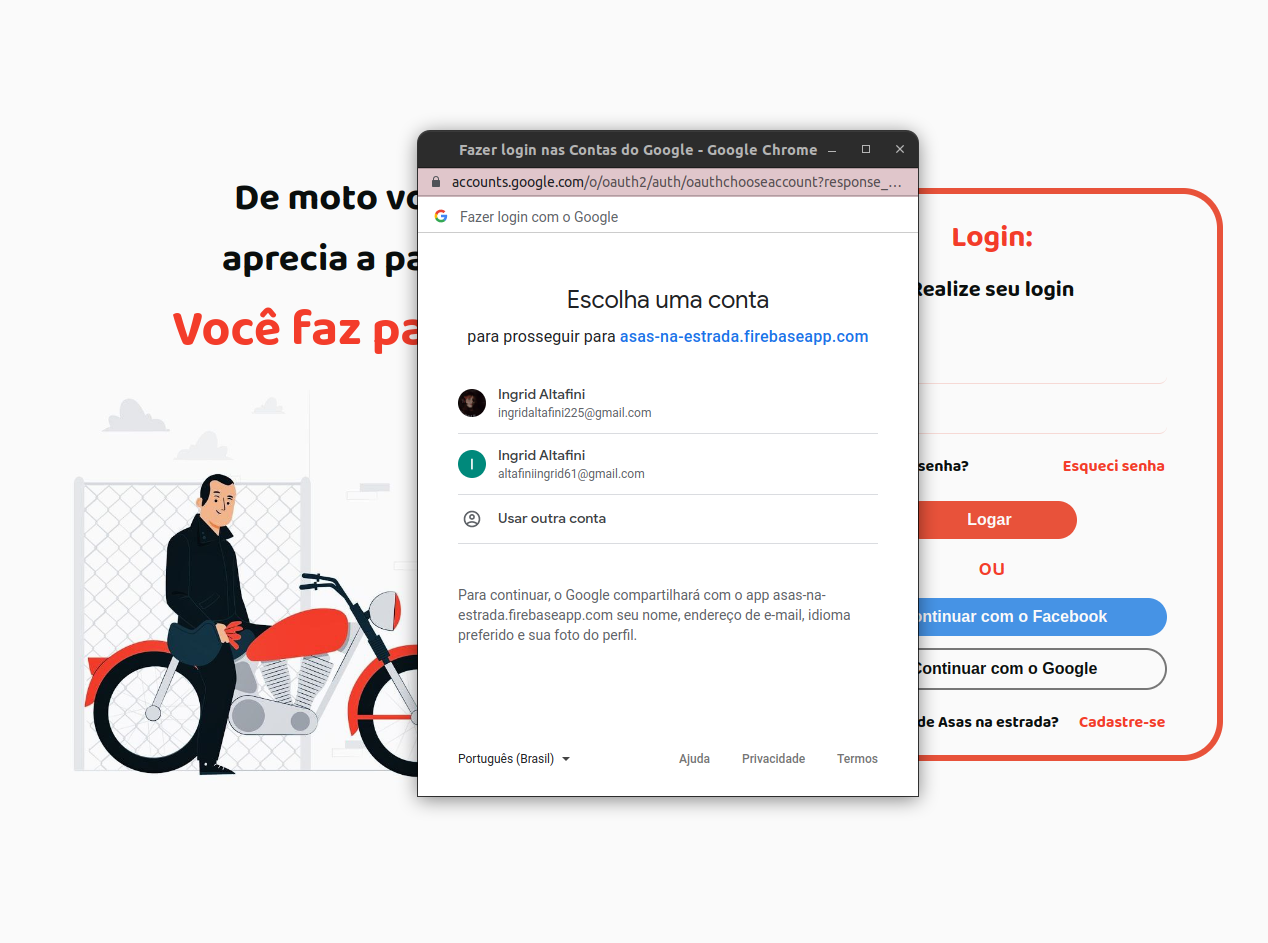 Fazer login nas Contas do Google - Google Chrome
accounts.google.com/o/oauth2/auth/oauthchooseaccount?response_...
Fazer login com o Google
Escolha uma conta
para prosseguir para asas-na-estrada.firebaseapp.com
Ingrid Altafini
ingridaltafini225@gmail.com
Ingrid Altafini
altafiniingrid61@gmail.com
I
Usar outra conta
Para continuar, o Google compartilhará com o app asas-na-
estrada.firebaseapp.com seu nome, endereço de e-mail, idioma
preferido e sua foto do perfil.
Português (Brasil)
Ajuda
Privacidade
Termos
De moto
aprecia a
Você faz
Login:
Realize seu login
senha?
Esqueci senha
Logar
OU
com o Facebook
Continuar com o Google
de Asas na estrada?
Cadastre-se